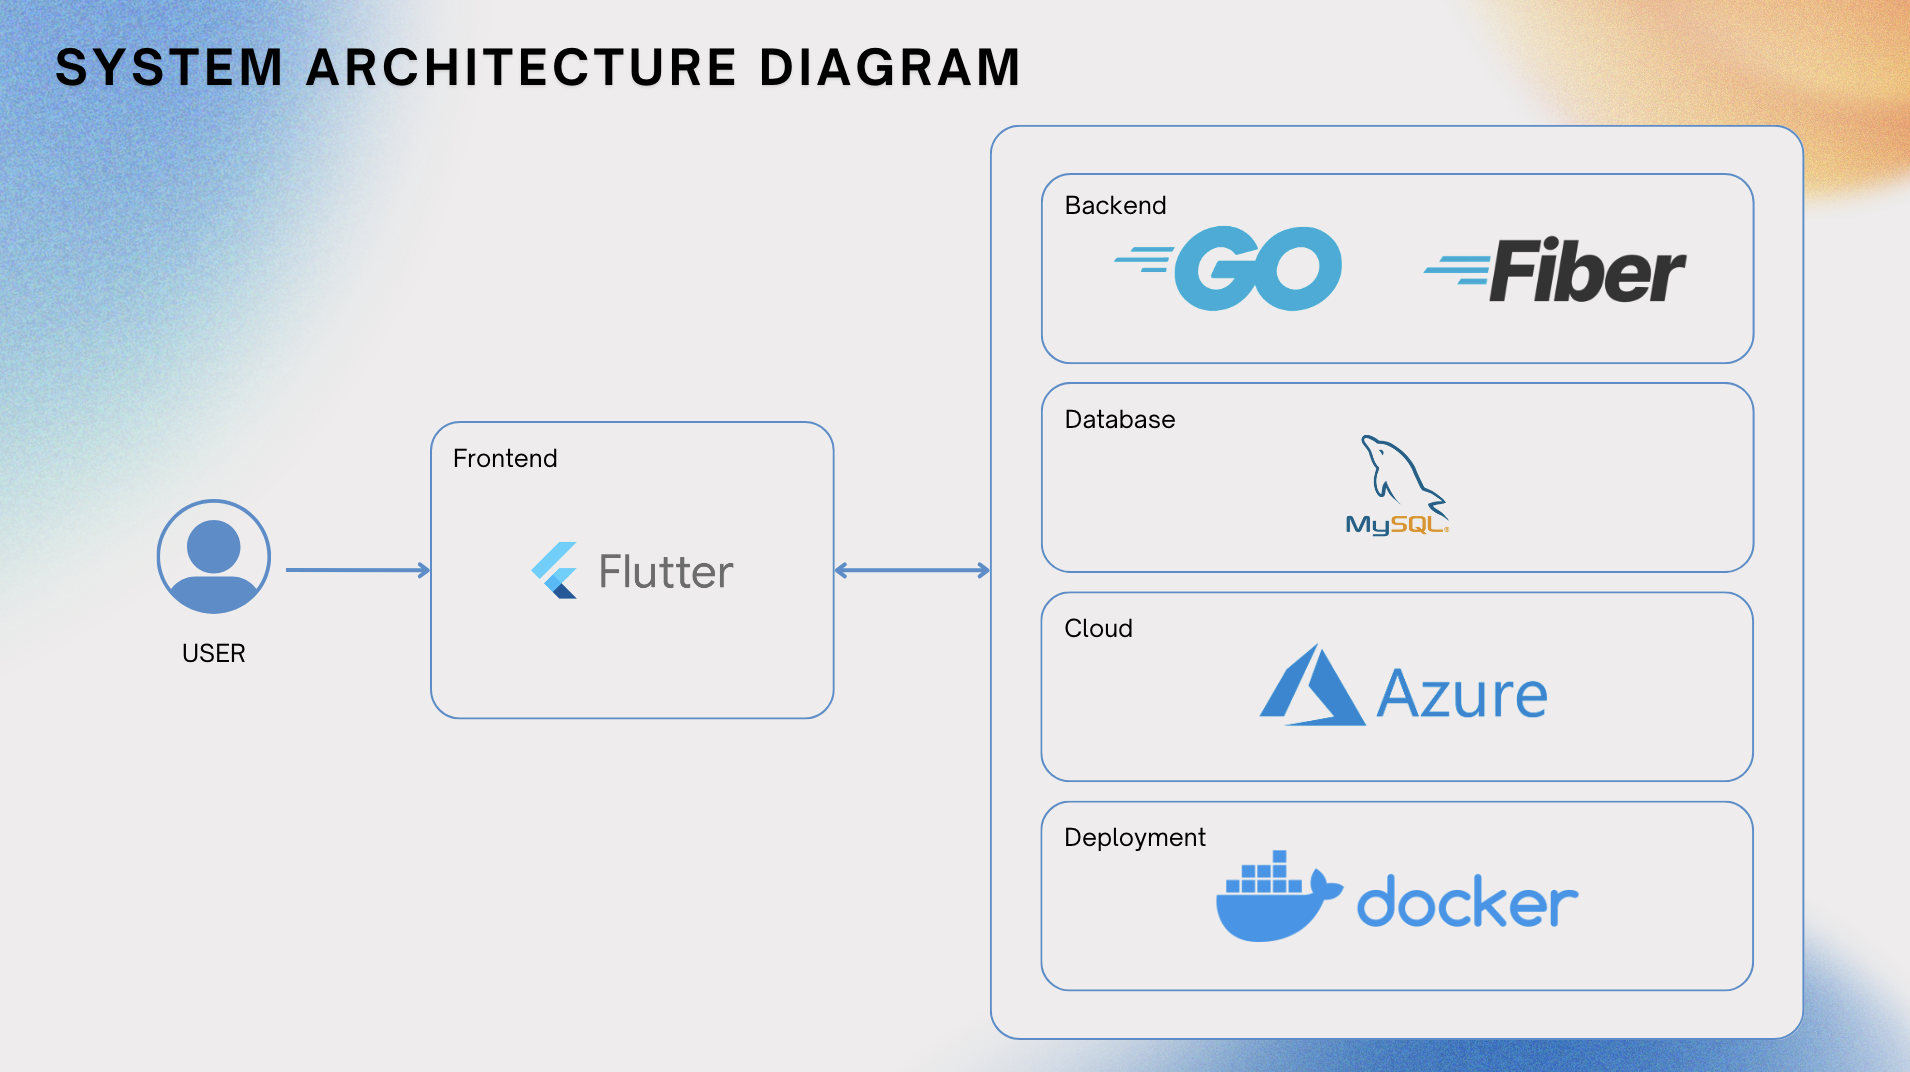 SYSTEM ARCHITECTURE DIAGRAM
USER
Frontend
Flutter
Backend
GO
Fiber
Database
MySQL®
Cloud
Azure
Deployment
docker